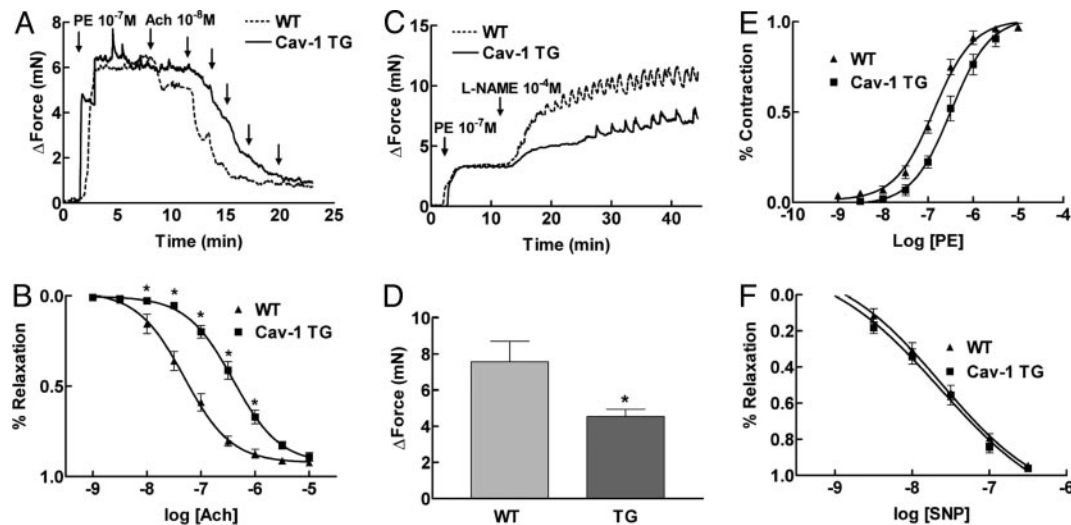 A
PE 10⁻⁷M
Ach 10⁻⁸M
WT
Cav-1 TG
ΔForce (mN)
8
6
4
2
0
0 5 10 15 20 25
Time (min)
B
WT
Cav-1 TG
% Relaxation
0.0
0.5
1.0
* * * * *
-9 -8 -7 -6 -5
log [Ach]
C
WT
Cav-1 TG
L-NAME 10⁻⁴M
PE 10⁻⁷M
ΔForce (mN)
15
10
5
0
0 10 20 30 40
Time (min)
D
ΔForce (mN)
10
8
6
4
2
0
*
WT TG
E
WT
Cav-1 TG
% Contraction
1.0
0.5
0.0
-10 -9 -8 -7 -6 -5 -4
Log [PE]
F
WT
Cav-1 TG
% Relaxation
0.0
0.2
0.4
0.6
0.8
1.0
-9 -8 -7 -6
log [SNP]